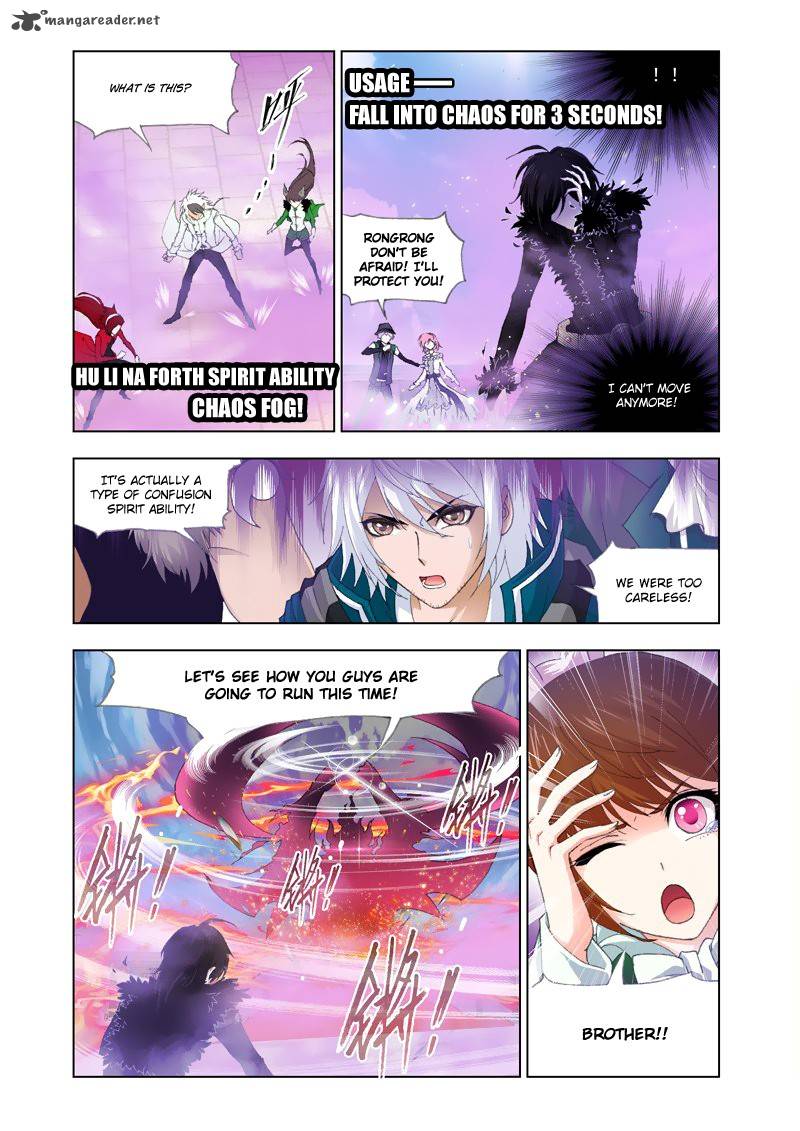 mangareader.net
WHAT IS THIS?
呼
HU LI NA FORTH SPIRIT ABILITY
CHAOS FOG!
USAGE——
FALL INTO CHAOS FOR 3 SECONDS!
!!
RONGRONG
DON'T BE
AFRAID! I'LL
PROTECT YOU!
I CAN'T MOVE
ANYMORE!
IT'S ACTUALLY A
TYPE OF CONFUSION
SPIRIT ABILITY!
WE WERE TOO
CARELESS!
LET'S SEE HOW YOU GUYS ARE
GOING TO RUN THIS TIME!
BROTHER!!